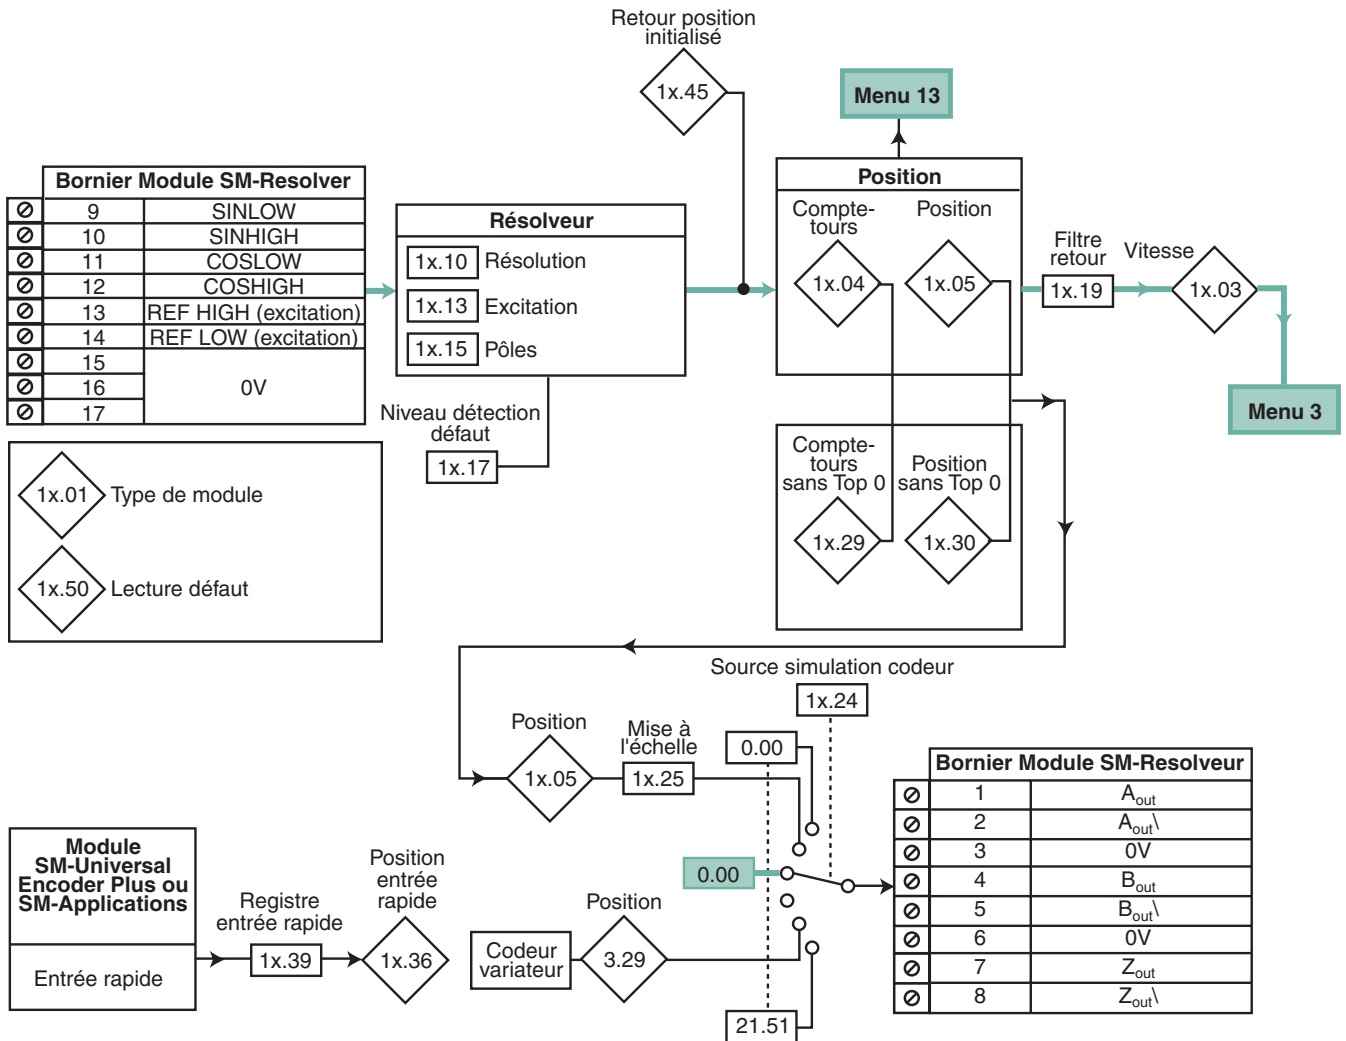 Retour position
initialisé
1x.45
Menu 13
Bornier Module SM-Resolver
9 SINLOW
10 SINHIGH
11 COSLOW
12 COSHIGH
13 REF HIGH (excitation)
14 REF LOW (excitation)
15
16 0V
17
Résolveur
1x.10 Résolution
1x.13 Excitation
1x.15 Pôles
Niveau détection
défaut
1x.17
Position
Compte-
tours
1x.04
Position
1x.05
Filtre
retour
1x.19
Vitesse
1x.03
Menu 3
1x.01 Type de module
1x.50 Lecture défaut
Compte-
tours
sans Top 0
1x.29
Position
sans Top 0
1x.30
Source simulation codeur
1x.24
Position
1x.05
Mise à
l'échelle
1x.25
0.00
0.00
21.51
Bornier Module SM-Resolveur
1 Aout
2 Aout\
3 0V
4 Bout
5 Bout\
6 0V
7 Zout
8 Zout\
Module
SM-Universal
Encoder Plus ou
SM-Applications
Entrée rapide
Registre
entrée rapide
1x.39
Position
entrée
rapide
1x.36
Codeur
variateur
Position
3.29